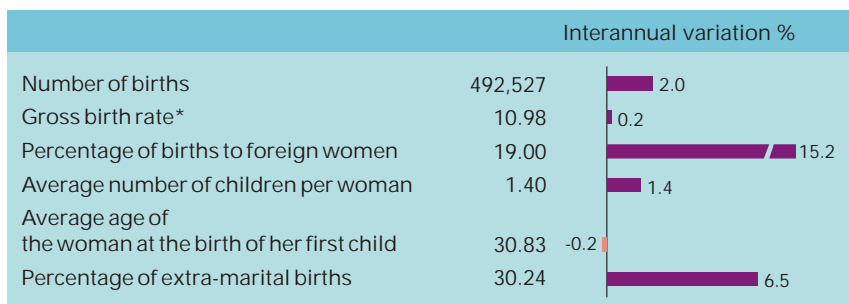 Interannual variation %
Number of births 492,527 2.0
Gross birth rate* 10.98 0.2
Percentage of births to foreign women 19.00 15.2
Average number of children per woman 1.40 1.4
Average age of
the woman at the birth of her first child 30.83 -0.2
Percentage of extra-marital births 30.24 6.5